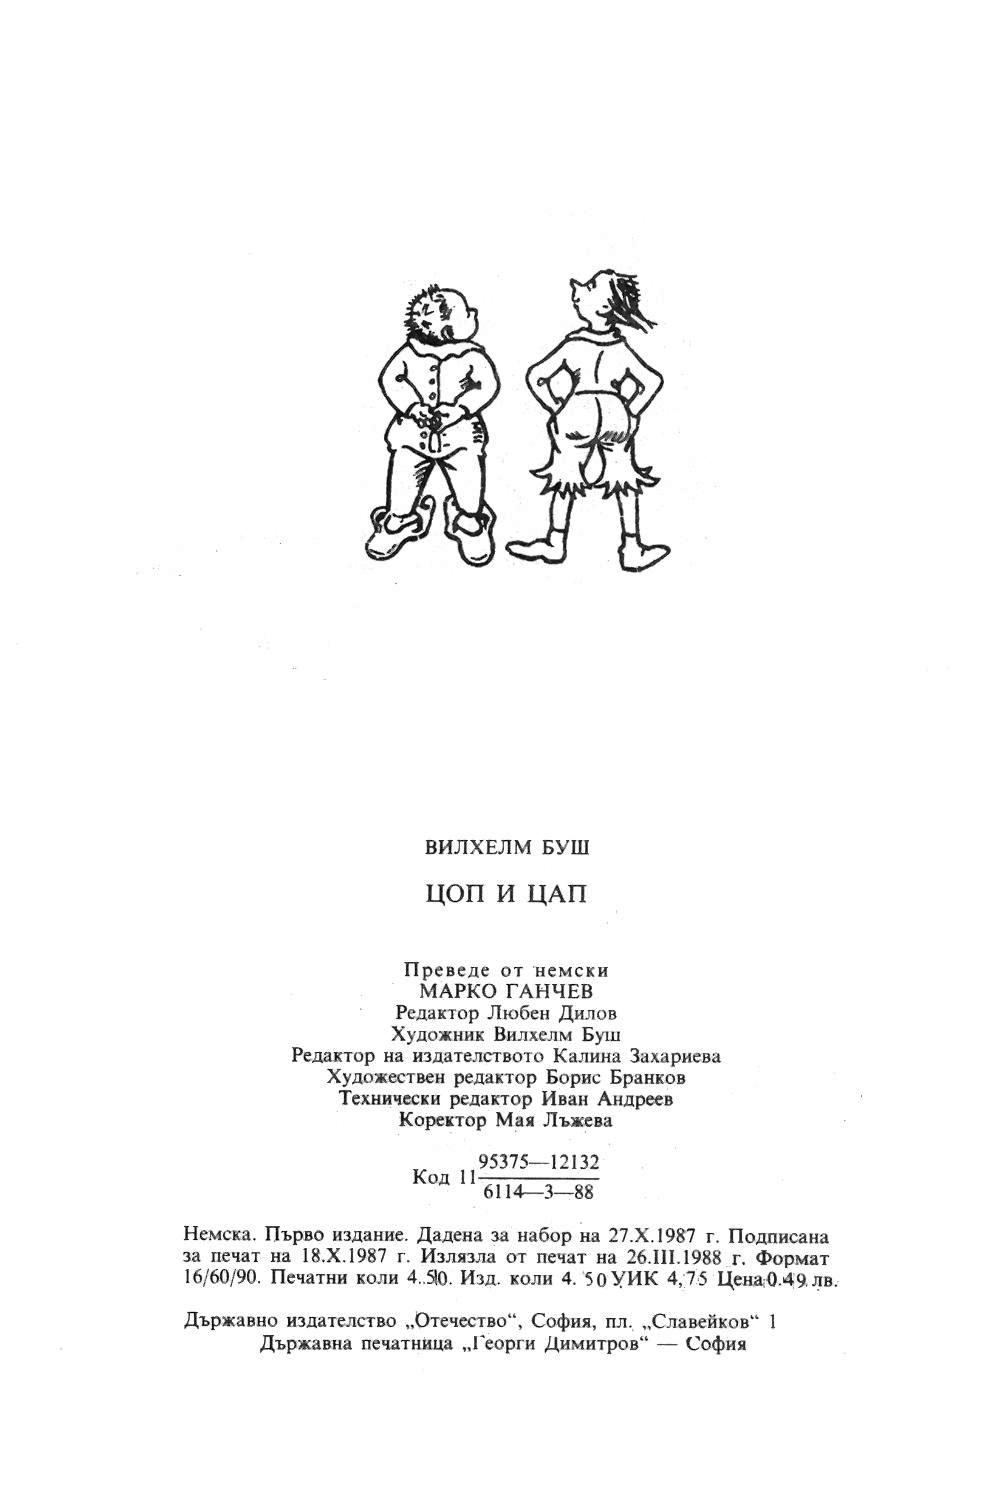 ВИЛХЕЛМ БУШ
ЦОП И ЦАП
Преведе от немски
МАРКО ГАНЧЕВ
Редактор Любен Дилов
Художник Вилхелм Буш
Редактор на издателството Калина Захариева
Художествен редактор Борис Бранков
Технически редактор Иван Андреев
Коректор Мая Лъжева
95375—12132
Код 11
6114—3—88
Немска. Първо издание. Дадена за набор на 27.X.1987 г. Подписана
за печат на 18.X.1987 г. Излязла от печат на 26.III.1988 г. Формат
16/60/90. Печатни коли 4.50. Изд. коли 4. 50 УИК 4,75 Цена 0.49 лв.
Държавно издателство „Отечество“, София, пл. „Славейков“ 1
Държавна печатница „Георги Димитров“ — София